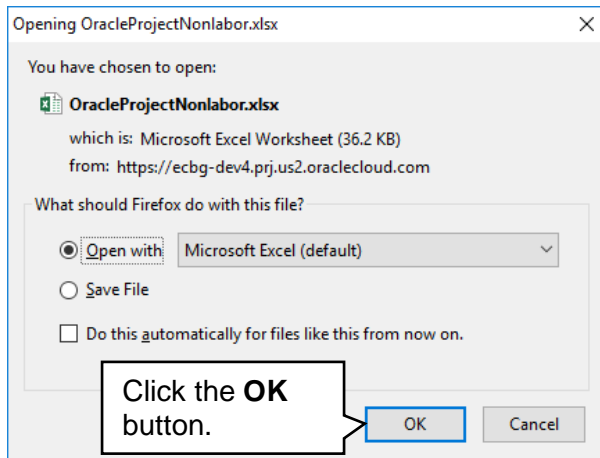 Opening OracleProjectNonlabor.xlsx
You have chosen to open:
OracleProjectNonlabor.xlsx
which is: Microsoft Excel Worksheet (36.2 KB)
from: https://ecbg-dev4.prj.us2.oraclecloud.com
What should Firefox do with this file?
Open with Microsoft Excel (default)
Save File
Do this automatically for files like this from now on.
Click the OK
button.
OK Cancel